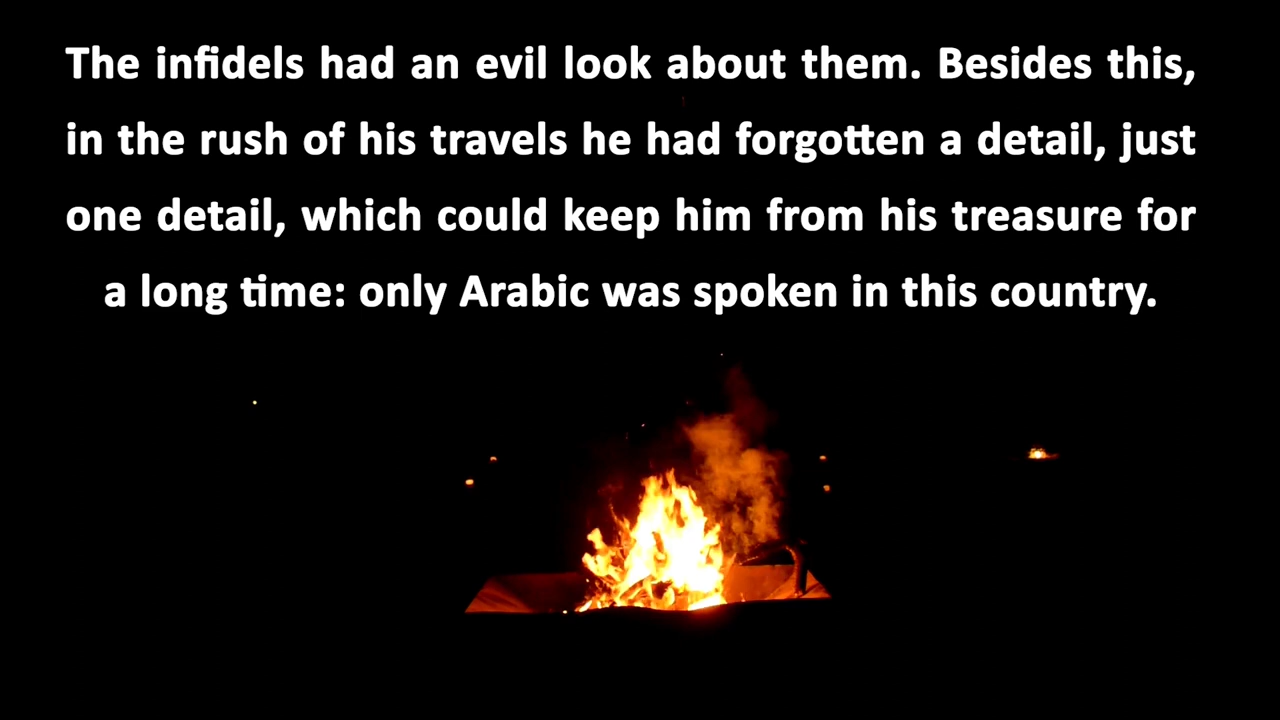 The infidels had an evil look about them. Besides this,
in the rush of his travels he had forgotten a detail, just
one detail, which could keep him from his treasure for
a long time: only Arabic was spoken in this country.